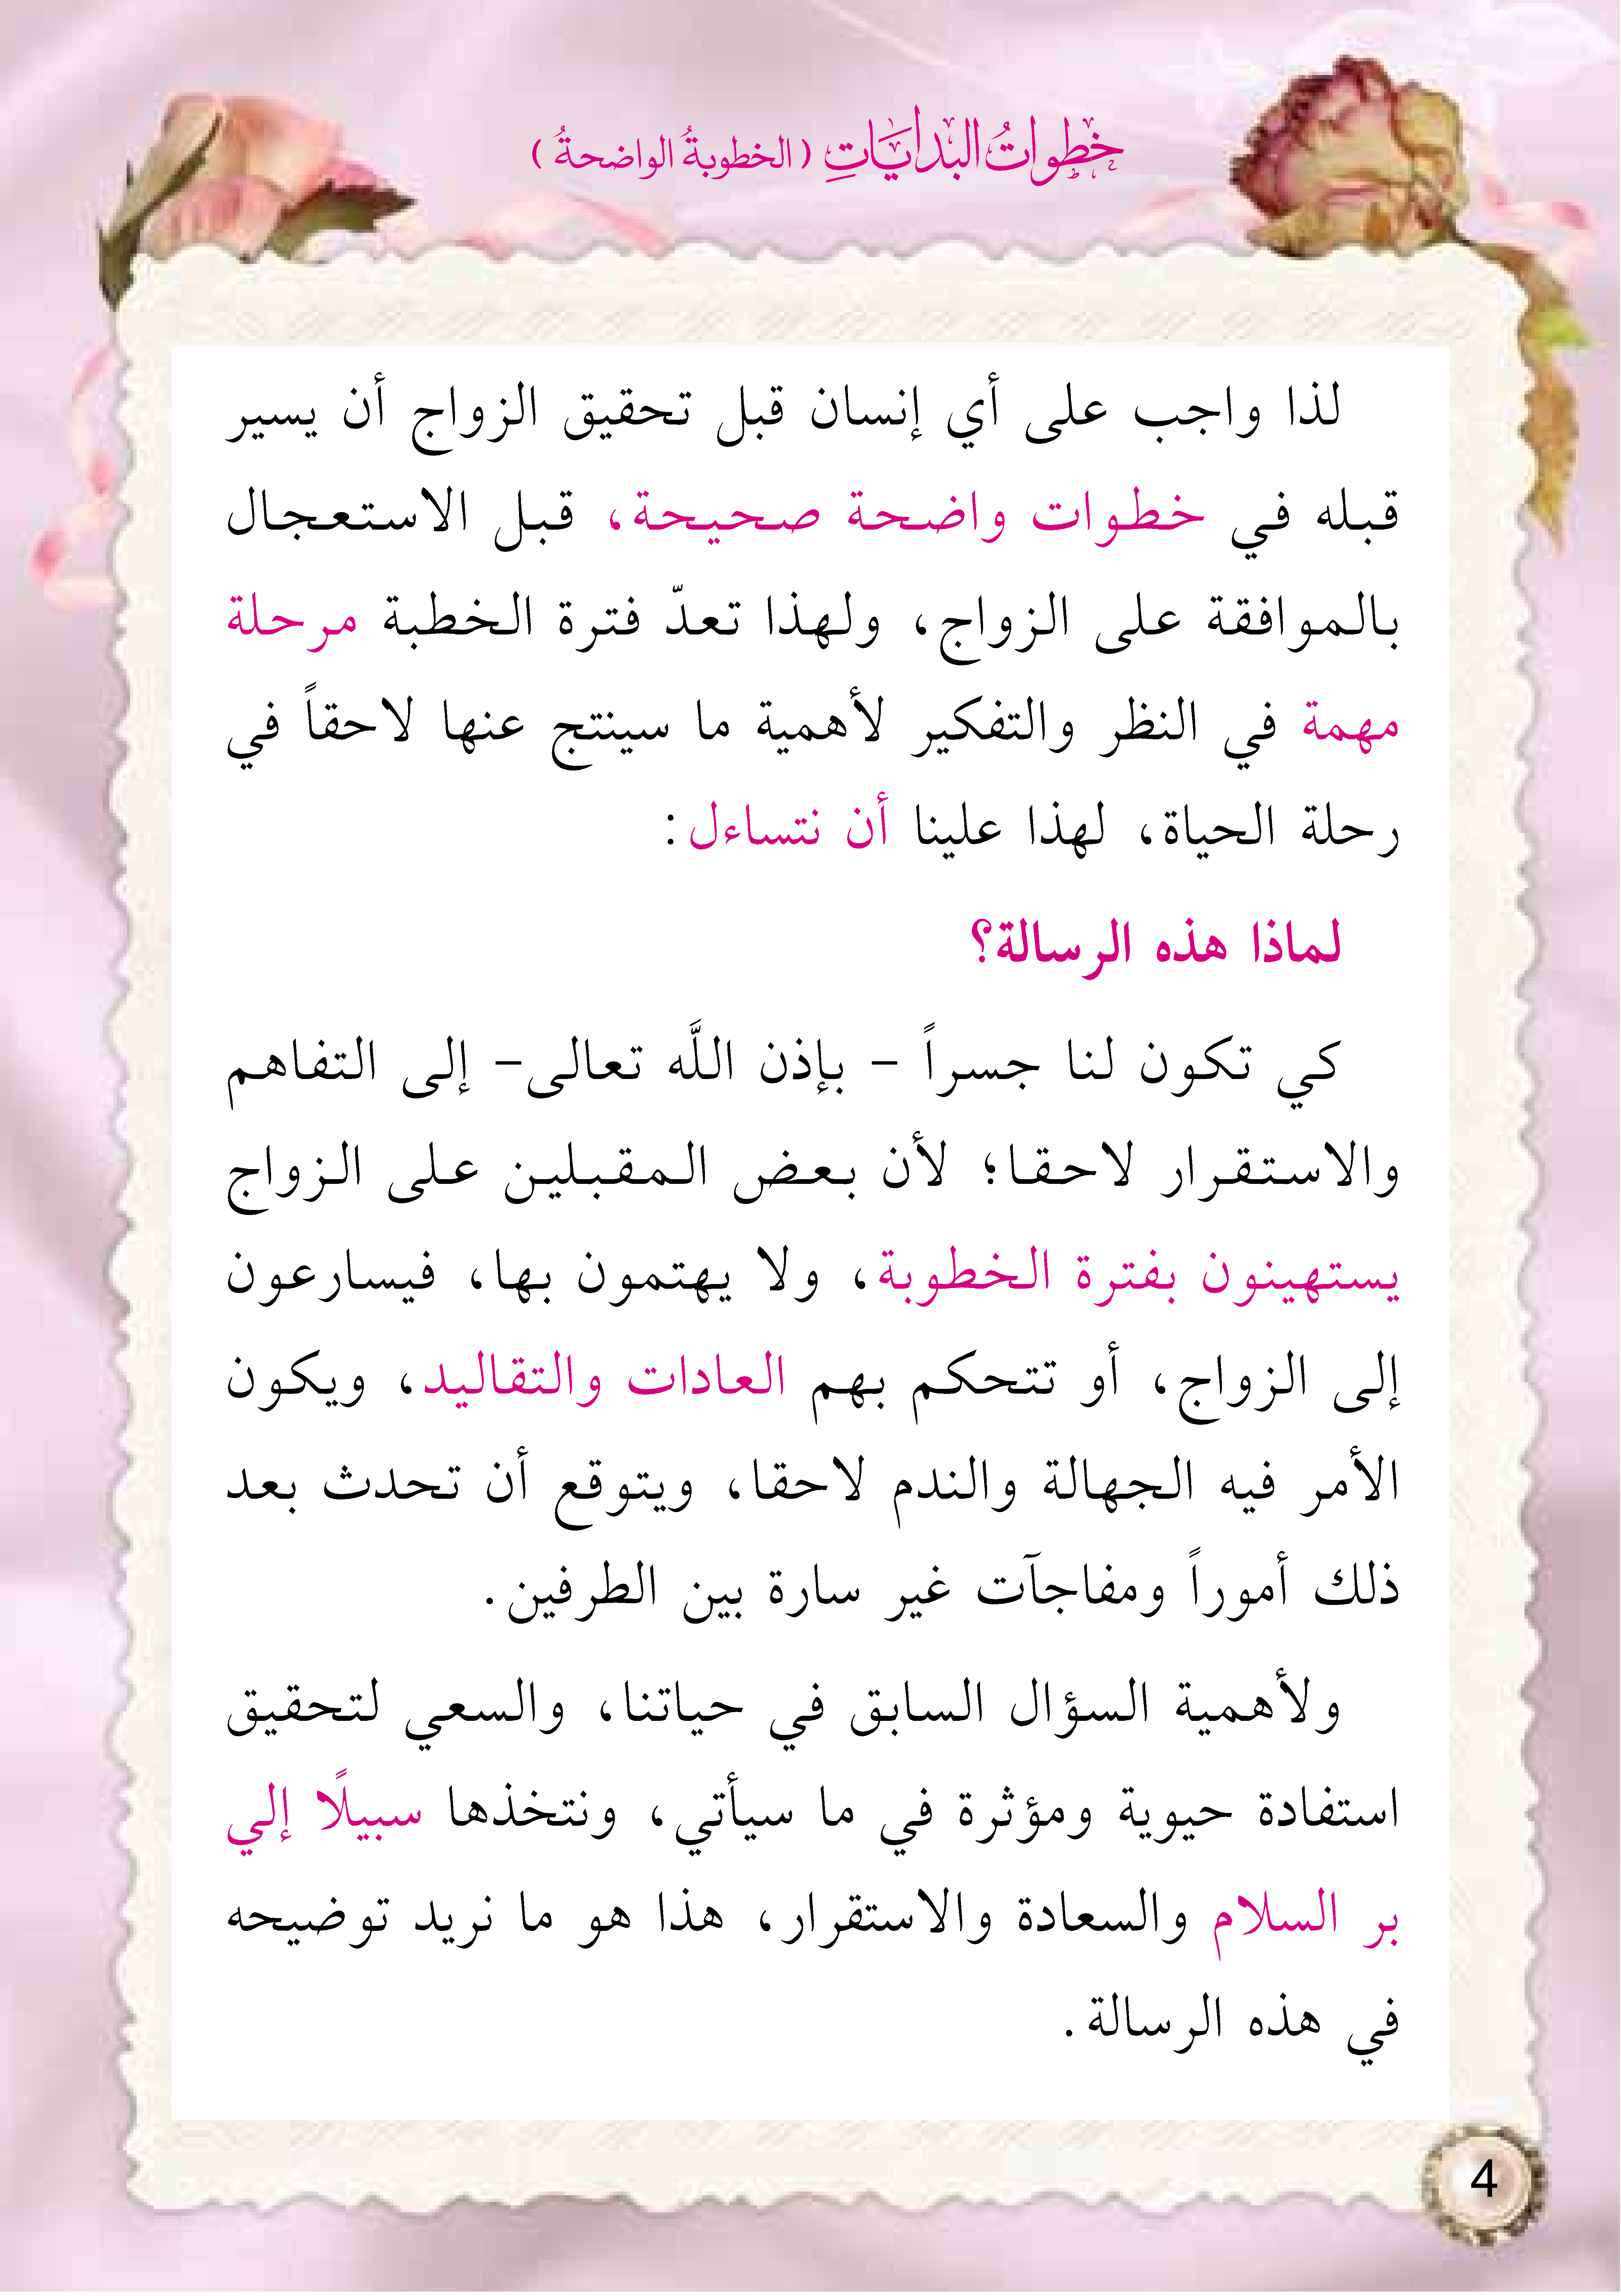 خطواتُ البداياتِ (الخطوبةُ الواضحةُ)
لذا واجب على أي إنسان قبل تحقيق الزواج أن يسير
قبله في خطوات واضحة صحيحة، قبل الاستعجال
بالموافقة على الزواج، ولهذا تعدّ فترة الخطبة مرحلة
مهمة في النظر والتفكير لأهمية ما سينتج عنها لاحقاً في
رحلة الحياة، لهذا علينا أن نتساءل:
لماذا هذه الرسالة؟
كي تكون لنا جسراً - بإذن اللَّه تعالى- إلى التفاهم
والاستقرار لاحقا؛ لأن بعض المقبلين على الزواج
يستهينون بفترة الخطوبة، ولا يهتمون بها، فيسارعون
إلى الزواج، أو تتحكم بهم العادات والتقاليد، ويكون
الأمر فيه الجهالة والندم لاحقا، ويتوقع أن تحدث بعد
ذلك أموراً ومفاجآت غير سارة بين الطرفين.
ولأهمية السؤال السابق في حياتنا، والسعي لتحقيق
استفادة حيوية ومؤثرة في ما سيأتي، ونتخذها سبيلًا إلي
بر السلام والسعادة والاستقرار، هذا هو ما نريد توضيحه
في هذه الرسالة.
4